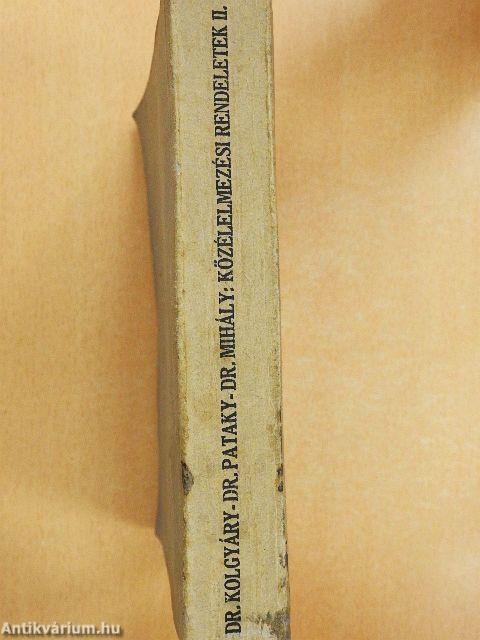 DR. KOLGYÁRY-DR. PATAKY-DR. MIHÁLY: KÖZÉLELMEZÉSI RENDELETEK II.
Antikvárium.hu